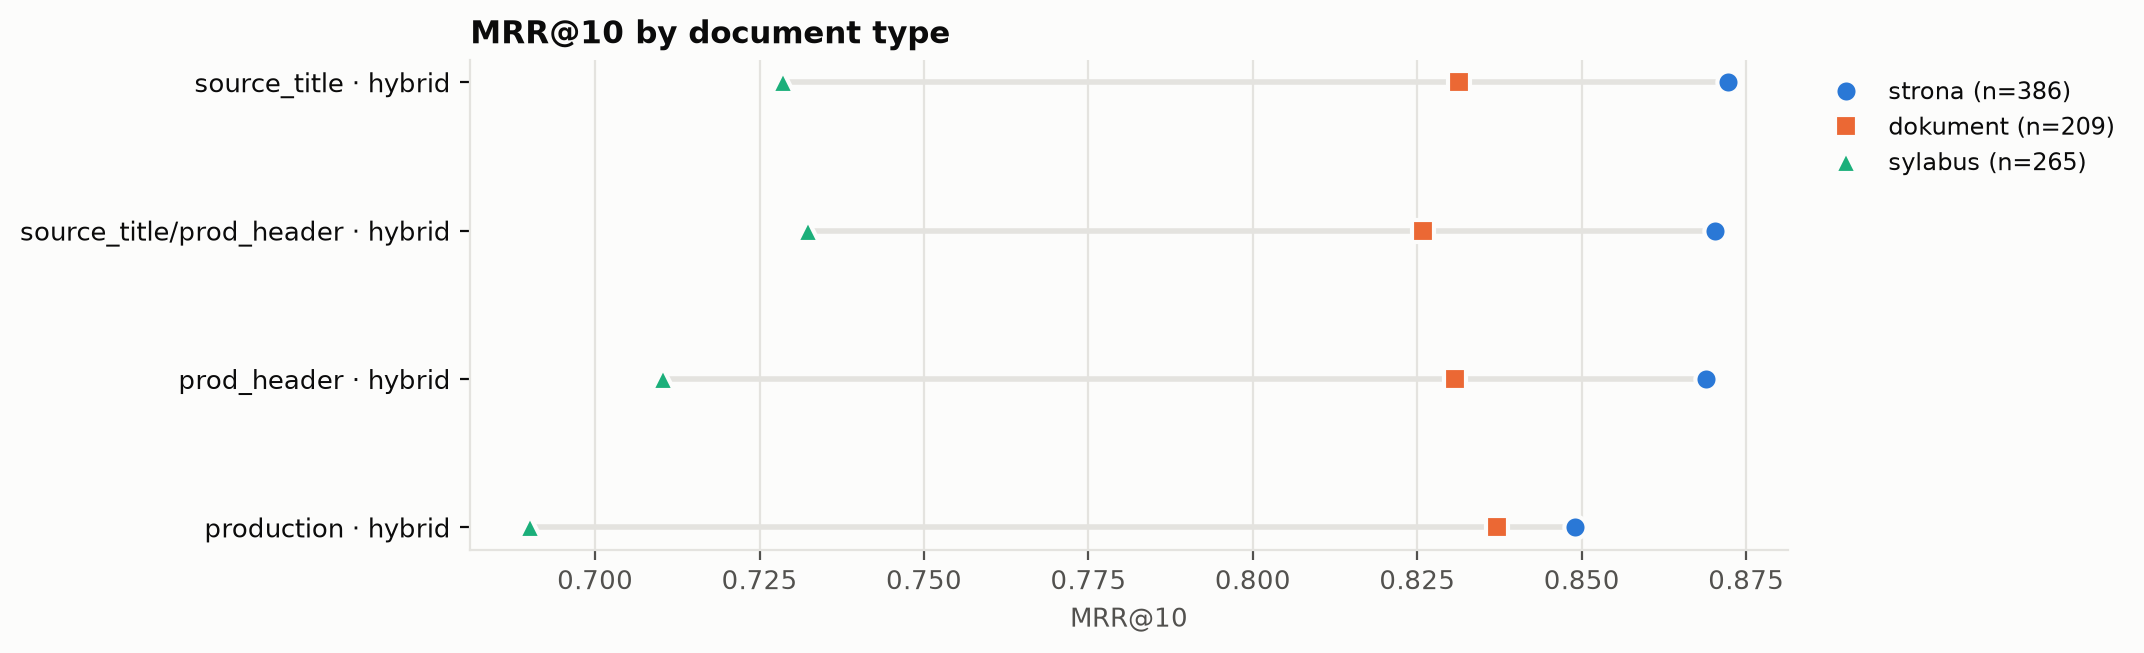 MRR@10 by document type
source_title · hybrid
source_title/prod_header · hybrid
prod_header · hybrid
production · hybrid
0.700 0.725 0.750 0.775 0.800 0.825 0.850 0.875
MRR@10
strona (n=386)
dokument (n=209)
sylabus (n=265)